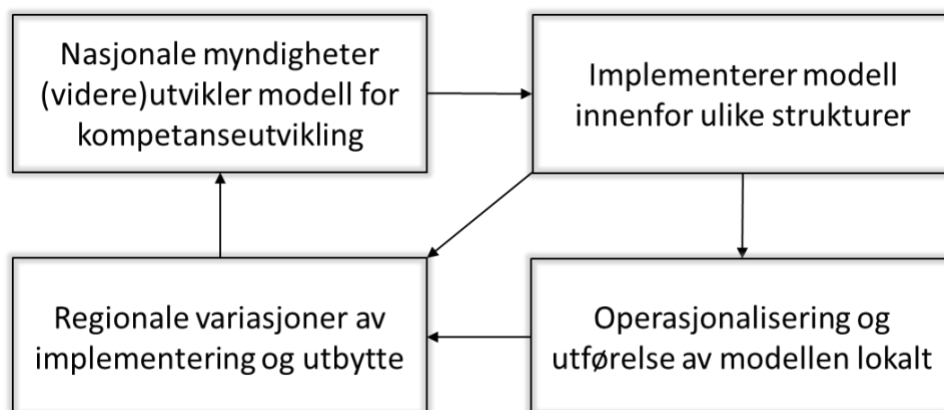 Nasjonale myndigheter
(videre)utvikler modell for
kompetanseutvikling
Implementerer modell
innenfor ulike strukturer
Regionale variasjoner av
implementering og utbytte
Operasjonalisering og
utførelse av modellen lokalt